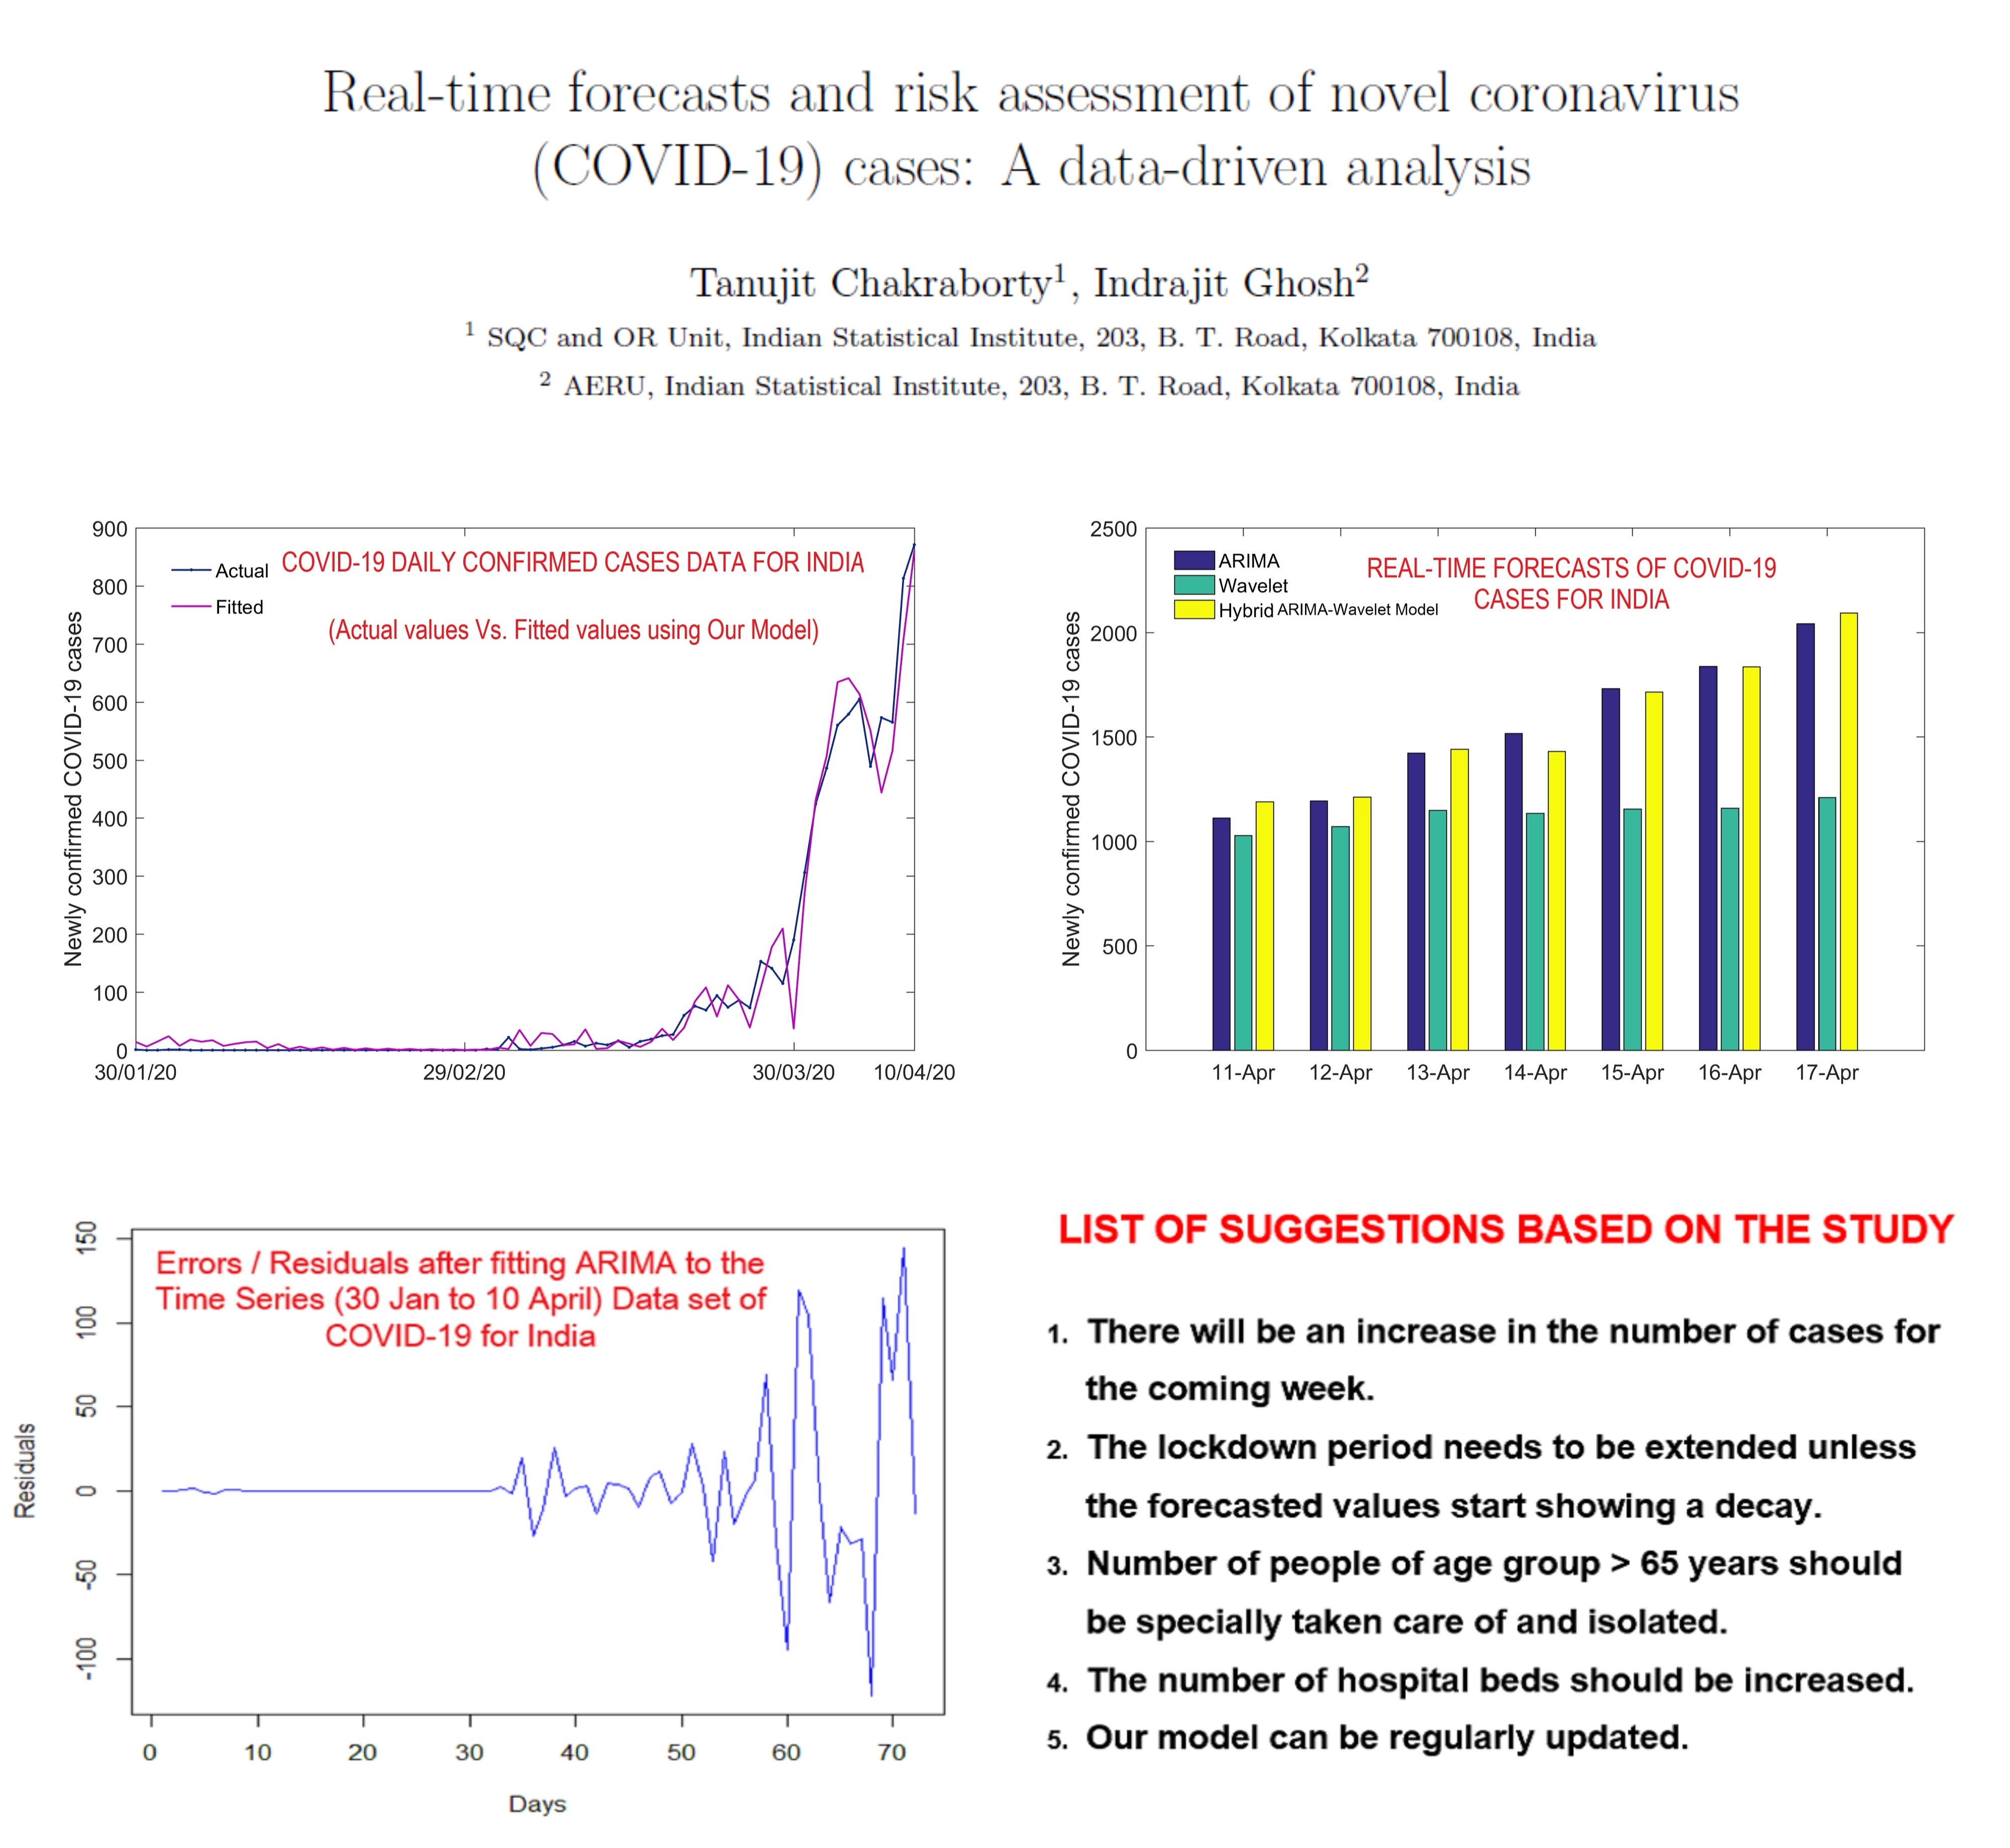 Real-time forecasts and risk assessment of novel coronavirus
(COVID-19) cases: A data-driven analysis
Tanujit Chakraborty1, Indrajit Ghosh2
1 SQC and OR Unit, Indian Statistical Institute, 203, B. T. Road, Kolkata 700108, India
2 AERU, Indian Statistical Institute, 203, B. T. Road, Kolkata 700108, India
COVID-19 DAILY CONFIRMED CASES DATA FOR INDIA
(Actual values Vs. Fitted values using Our Model)
Actual
Fitted
Newly confirmed COVID-19 cases
900
800
700
600
500
400
300
200
100
0
30/01/20 29/02/20 30/03/20 10/04/20
REAL-TIME FORECASTS OF COVID-19
CASES FOR INDIA
ARIMA
Wavelet
Hybrid ARIMA-Wavelet Model
Newly confirmed COVID-19 cases
2500
2000
1500
1000
500
0
11-Apr 12-Apr 13-Apr 14-Apr 15-Apr 16-Apr 17-Apr
Errors / Residuals after fitting ARIMA to the
Time Series (30 Jan to 10 April) Data set of
COVID-19 for India
Residuals
150
100
50
0
-50
-100
0 10 20 30 40 50 60 70
Days
LIST OF SUGGESTIONS BASED ON THE STUDY
1. There will be an increase in the number of cases for
the coming week.
2. The lockdown period needs to be extended unless
the forecasted values start showing a decay.
3. Number of people of age group > 65 years should
be specially taken care of and isolated.
4. The number of hospital beds should be increased.
5. Our model can be regularly updated.